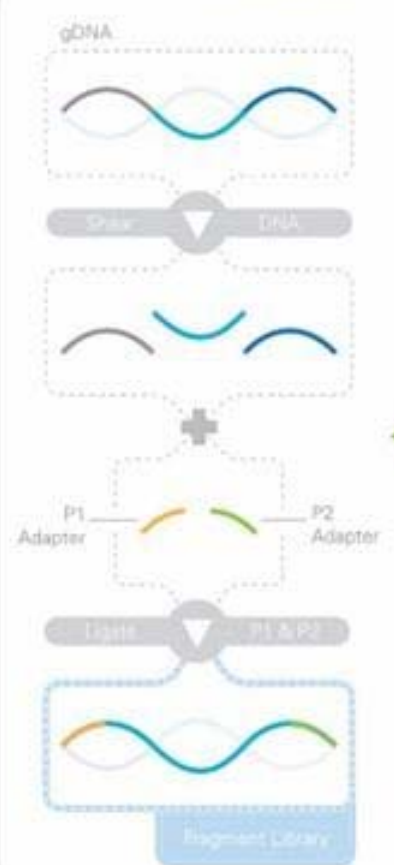 gDNA
Shear DNA
P1
Adapter
P2
Adapter
Ligate P1 & P2
Fragment Library